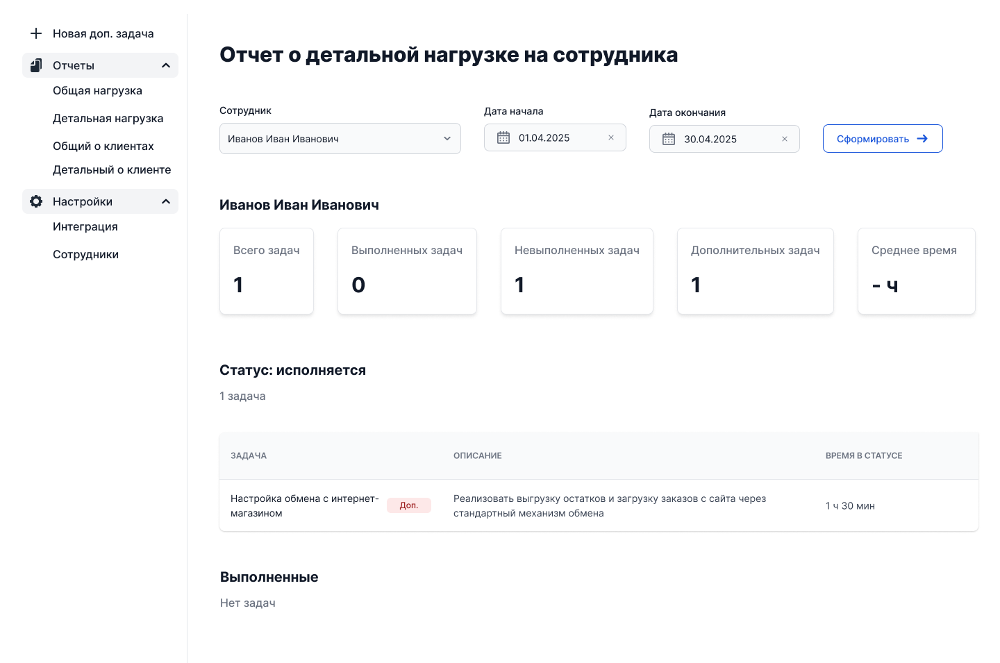 Новая доп. задача
Отчеты
Общая нагрузка
Детальная нагрузка
Общий о клиентах
Детальный о клиенте
Настройки
Интеграция
Сотрудники
Отчет о детальной нагрузке на сотрудника
Сотрудник
Иванов Иван Иванович
Дата начала
01.04.2025
Дата окончания
30.04.2025
Сформировать
Иванов Иван Иванович
Всего задач
1
Выполненных задач
0
Невыполненных задач
1
Дополнительных задач
1
Среднее время
- ч
Статус: исполняется
1 задача
ЗАДАЧА
ОПИСАНИЕ
ВРЕМЯ В СТАТУСЕ
Настройка обмена с интернет-
магазином
Доп.
Реализовать выгрузку остатков и загрузку заказов с сайта через
стандартный механизм обмена
1 ч 30 мин
Выполненные
Нет задач